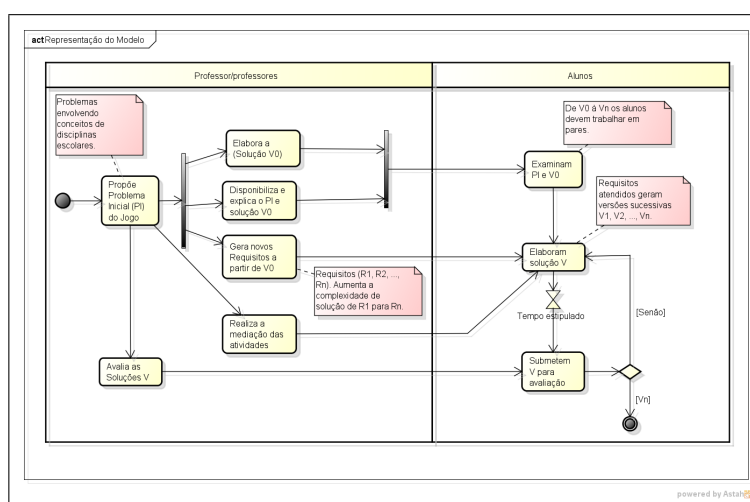 act Representação do Modelo
Professor/professores
Alunos
Problemas
envolvendo
conceitos de
disciplinas
escolares.
De V0 à Vn os alunos
devem trabalhar em
pares.
Elabora a
(Solução V0)
Propõe
Problema
Inicial (PI)
do Jogo
Disponibiliza e
explica o PI e
solução V0
Examinam
PI e V0
Requisitos
atendidos geram
versões sucessivas
V1, V2, ..., Vn.
Gera novos
Requisitos a
partir de V0
Elaboram
solução V
Requisitos (R1, R2, ...,
Rn). Aumenta a
complexidade de
solução de R1 para Rn.
Tempo estipulado
[Senão]
Realiza a
mediação das
atividades
Avalia as
Soluções V
Submetem
V para
avaliação
[Vn]
powered by Astah